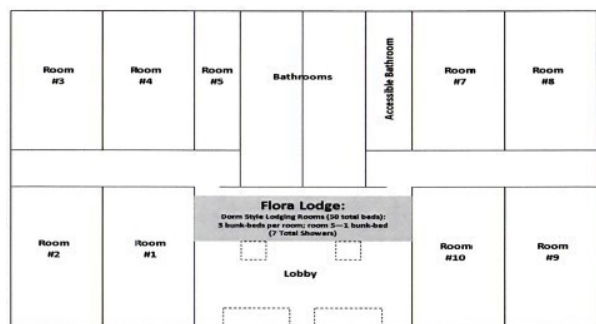 Room
#3
Room
#4
Room
#5
Bathrooms
Accessible Bathroom
Room
#7
Room
#8
Flora Lodge:
Dorm Style Lodging Rooms (50 total beds):
3 bunk-beds per room; room 5—1 bunk-bed
(7 Total Showers)
Room
#2
Room
#1
Lobby
Room
#10
Room
#9